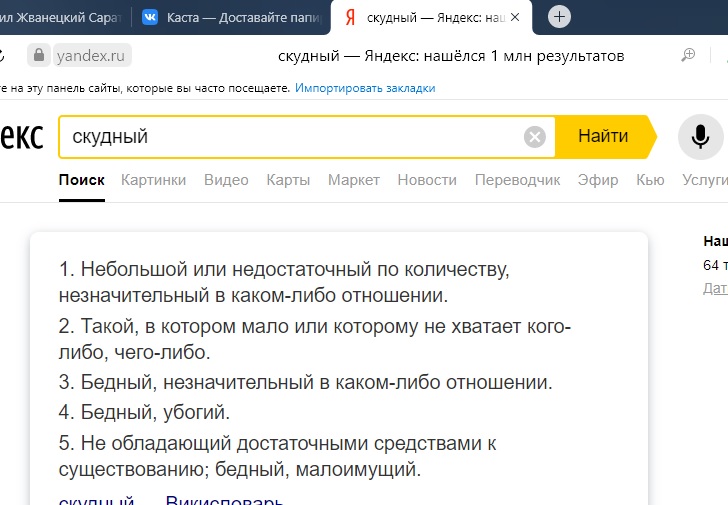 ил Жванецкий Сарат
Каста — Доставайте папи
скудный — Яндекс: наш
yandex.ru
скудный — Яндекс: нашёлся 1 млн результатов
те на эту панель сайты, которые вы часто посещаете. Импортировать закладки
екс
скудный
Найти
Поиск Картинки Видео Карты Маркет Новости Переводчик Эфир Кью Услуги
1. Небольшой или недостаточный по количеству,
незначительный в каком-либо отношении.
2. Такой, в котором мало или которому не хватает кого-
либо, чего-либо.
3. Бедный, незначительный в каком-либо отношении.
4. Бедный, убогий.
5. Не обладающий достаточными средствами к
существованию; бедный, малоимущий.
скудный — Викисловарь
Наш
64 т
Дат